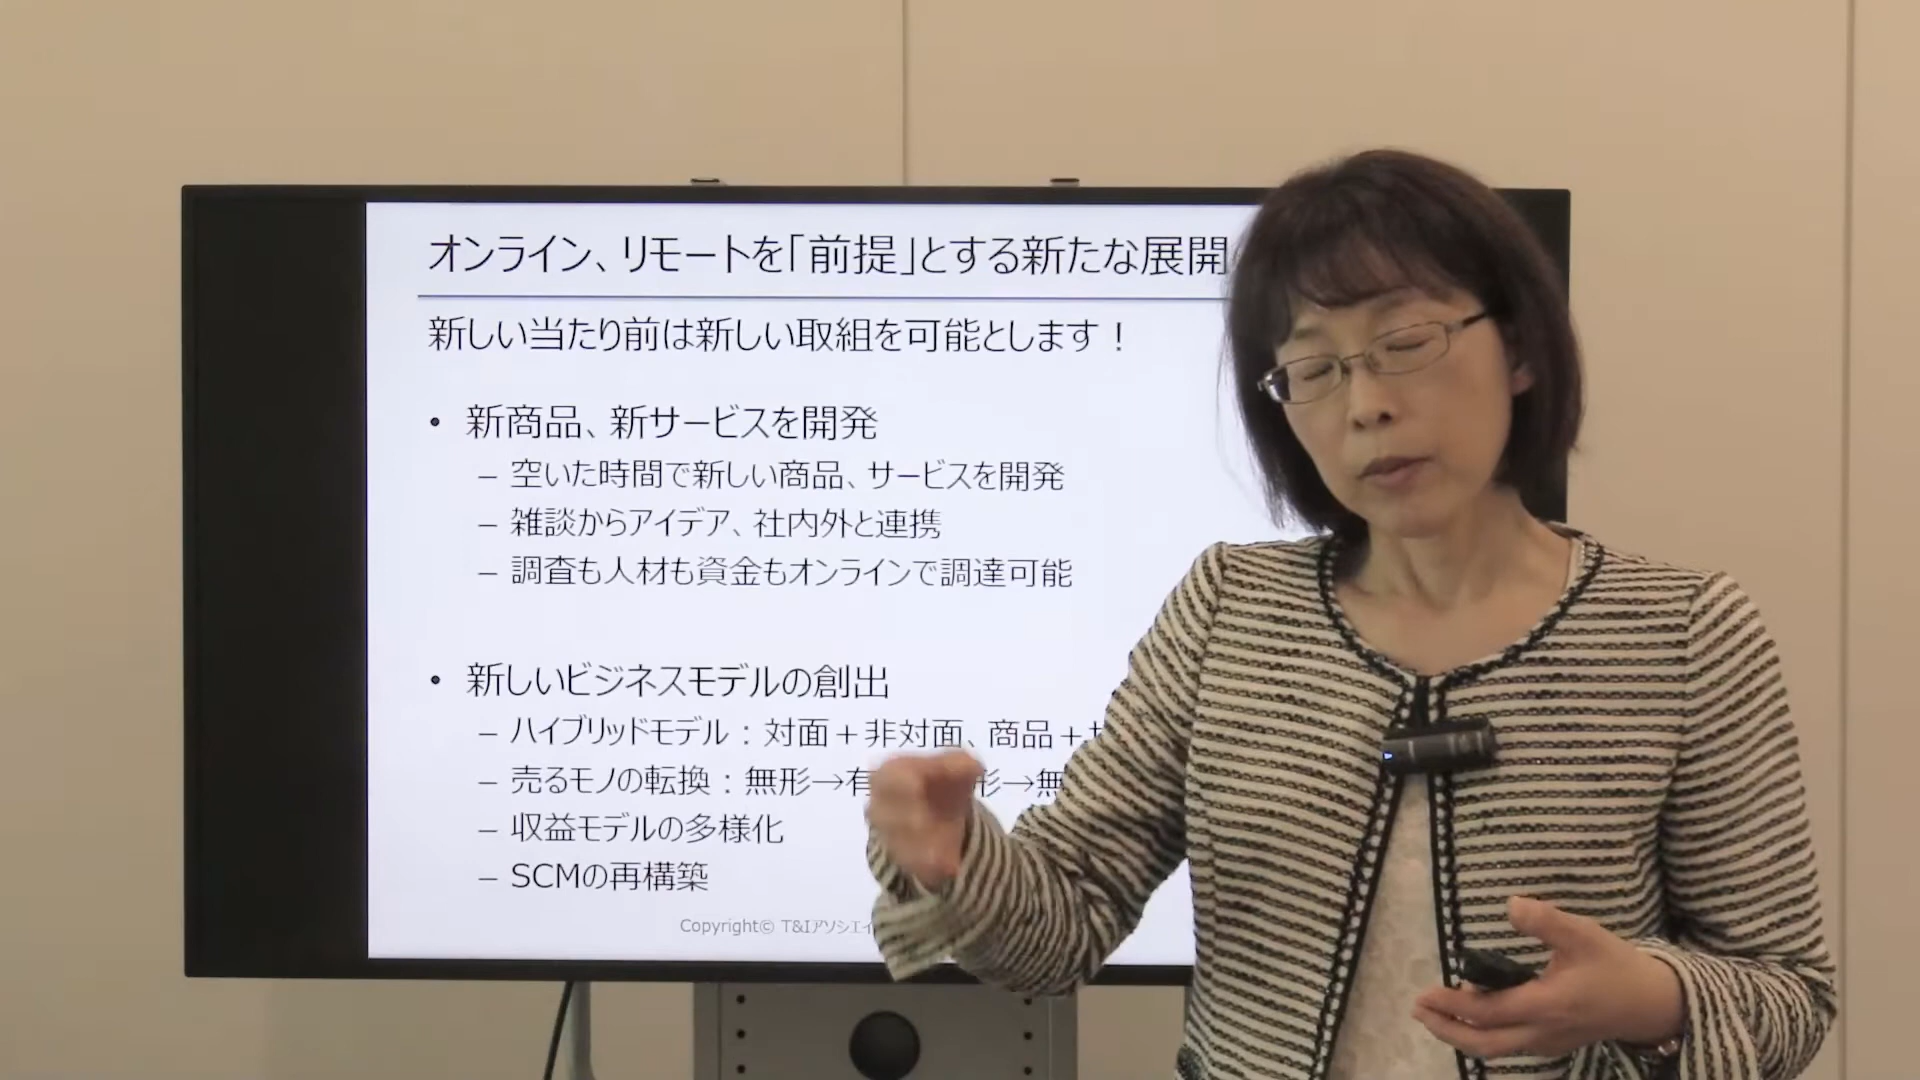 オンライン、リモートを「前提」とする新たな展開
新しい当たり前は新しい取組を可能とします！
• 新商品、新サービスを開発
– 空いた時間で新しい商品、サービスを開発
– 雑談からアイデア、社内外と連携
– 調査も人材も資金もオンラインで調達可能
• 新しいビジネスモデルの創出
– ハイブリッドモデル：対面＋非対面、商品＋
– 売るモノの転換：無形→有 形→無
– 収益モデルの多様化
– SCMの再構築
Copyright© T&Iアソシエイ